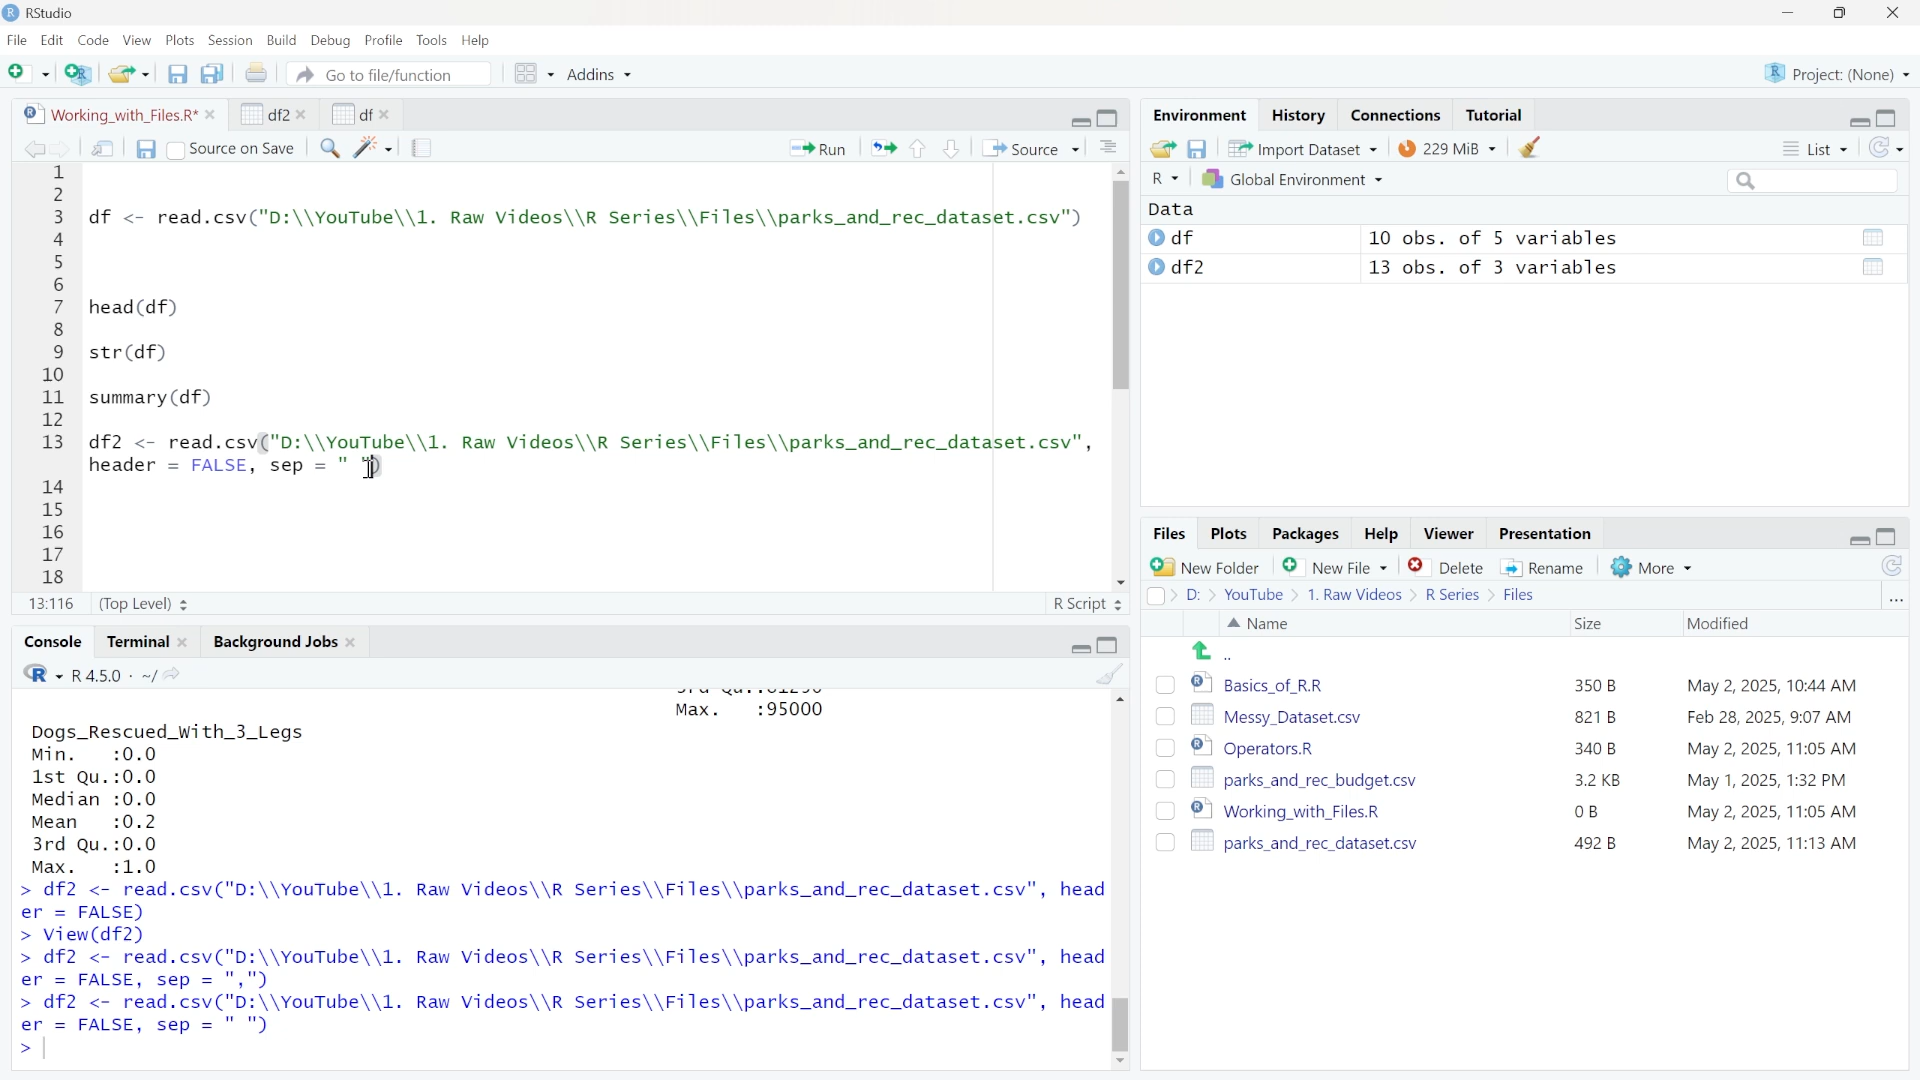 RStudio
File Edit Code View Plots Session Build Debug Profile Tools Help
Go to file/function Addins Project: (None)
Working_with_Files.R* df2 df
Source on Save Run Source
1
2
3 df <- read.csv("D:\\YouTube\\1. Raw Videos\\R Series\\Files\\parks_and_rec_dataset.csv")
4
5
6
7 head(df)
8
9 str(df)
10
11 summary(df)
12
13 df2 <- read.csv("D:\\YouTube\\1. Raw Videos\\R Series\\Files\\parks_and_rec_dataset.csv",
header = FALSE, sep = " ")
14
15
16
17
18
13:116 (Top Level) R Script
Console Terminal Background Jobs
R 4.5.0 · ~/
Max. :95000
Dogs_Rescued_With_3_Legs
Min. :0.0
1st Qu.:0.0
Median :0.0
Mean :0.2
3rd Qu.:0.0
Max. :1.0
> df2 <- read.csv("D:\\YouTube\\1. Raw Videos\\R Series\\Files\\parks_and_rec_dataset.csv", head
er = FALSE)
> View(df2)
> df2 <- read.csv("D:\\YouTube\\1. Raw Videos\\R Series\\Files\\parks_and_rec_dataset.csv", head
er = FALSE, sep = ",")
> df2 <- read.csv("D:\\YouTube\\1. Raw Videos\\R Series\\Files\\parks_and_rec_dataset.csv", head
er = FALSE, sep = " ")
>
Environment History Connections Tutorial
Import Dataset 229 MiB List
R Global Environment
Data
df 10 obs. of 5 variables
df2 13 obs. of 3 variables
Files Plots Packages Help Viewer Presentation
New Folder New File Delete Rename More
D: YouTube 1. Raw Videos R Series Files ...
Name Size Modified
..
Basics_of_R.R 350 B May 2, 2025, 10:44 AM
Messy_Dataset.csv 821 B Feb 28, 2025, 9:07 AM
Operators.R 340 B May 2, 2025, 11:05 AM
parks_and_rec_budget.csv 3.2 KB May 1, 2025, 1:32 PM
Working_with_Files.R 0 B May 2, 2025, 11:05 AM
parks_and_rec_dataset.csv 492 B May 2, 2025, 11:13 AM